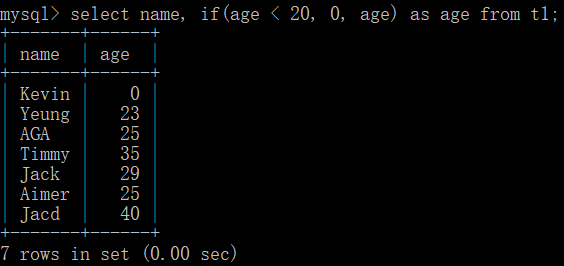 mysql> select name, if(age < 20, 0, age) as age from t1;
+-------+------+
| name  | age  |
+-------+------+
| Kevin |    0 |
| Yeung |   23 |
| AGA   |   25 |
| Timmy |   35 |
| Jack  |   29 |
| Aimer |   25 |
| Jacd  |   40 |
+-------+------+
7 rows in set (0.00 sec)